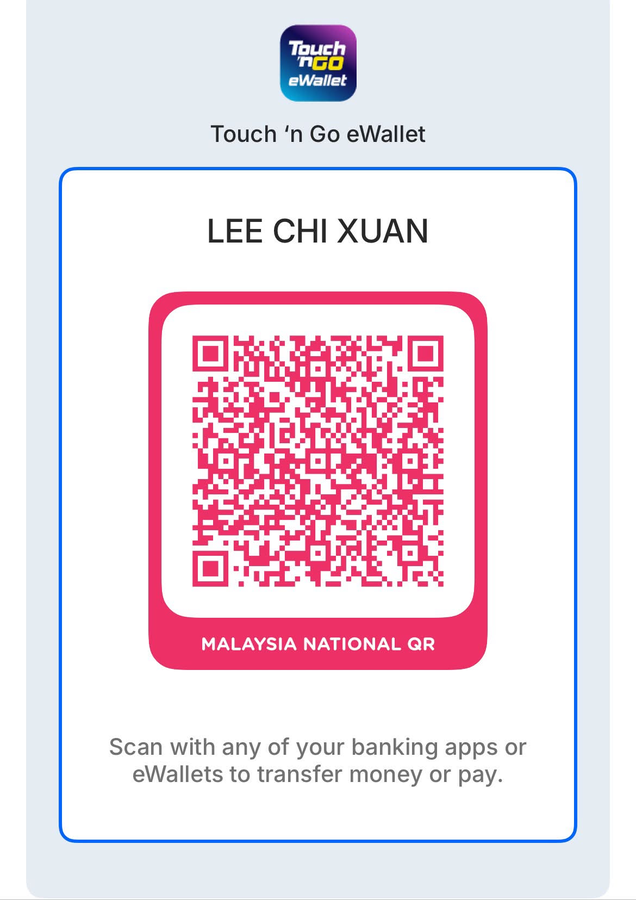 Touch
'n GO
eWallet
Touch ‘n Go eWallet
LEE CHI XUAN
MALAYSIA NATIONAL QR
Scan with any of your banking apps or
eWallets to transfer money or pay.